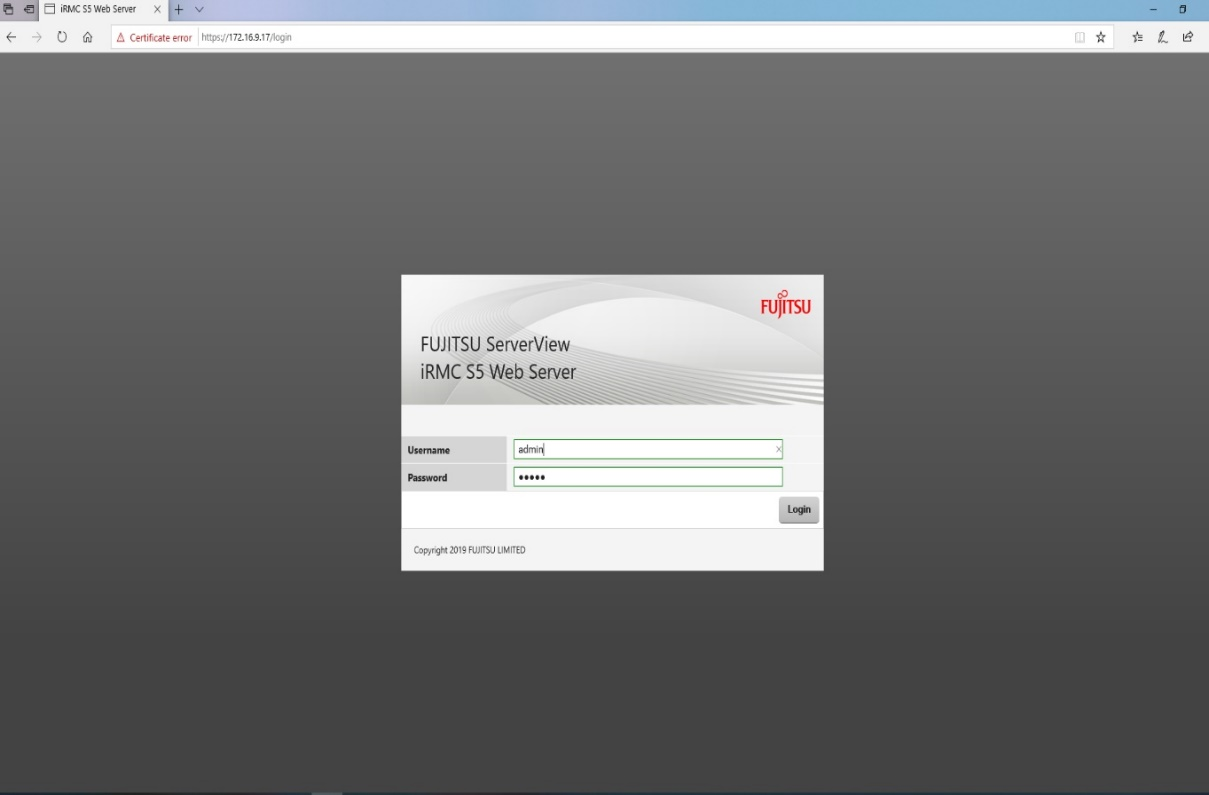 iRMC S5 Web Server
Certificate error https://172.16.9.17/login
FUJITSU
FUJITSU ServerView
iRMC S5 Web Server
Username admin
Password •••••
Login
Copyright 2019 FUJITSU LIMITED